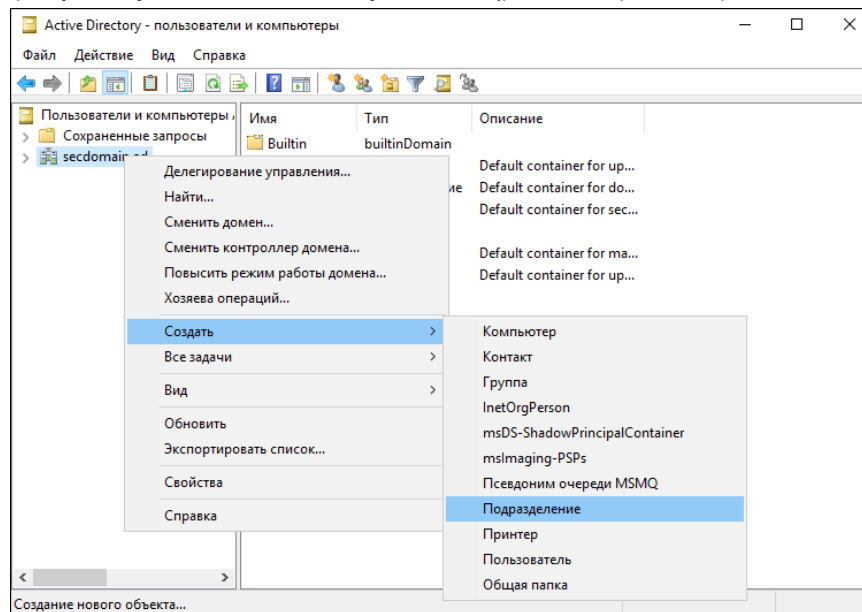 Active Directory - пользователи и компьютеры
Файл Действие Вид Справка
Пользователи и компьютеры
Сохраненные запросы
Имя Тип Описание
Builtin builtinDomain
Default container for up...
Default container for do...
Default container for sec...
Default container for ma...
Default container for up...
Делегирование управления...
Найти...
Сменить домен...
Сменить контроллер домена...
Повысить режим работы домена...
Хозяева операций...
Создать
Все задачи
Вид
Обновить
Экспортировать список...
Свойства
Справка
Компьютер
Контакт
Группа
InetOrgPerson
msDS-ShadowPrincipalContainer
msImaging-PSPs
Псевдоним очереди MSMQ
Подразделение
Принтер
Пользователь
Общая папка
Создание нового объекта...